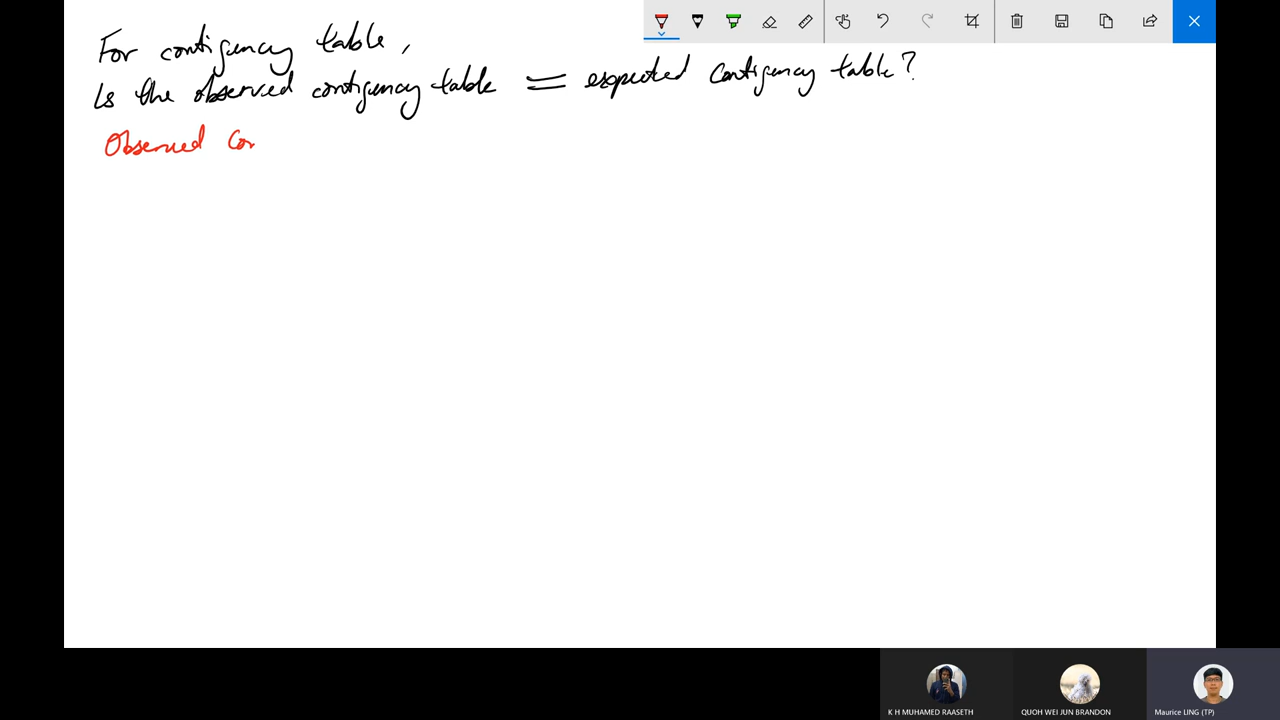 For contigency table,
Is the observed contigency table = expected contigency table?
Observed Con
K H MUHAMED RAASETH
QUOH WEI JUN BRANDON
Maurice LING (TP)